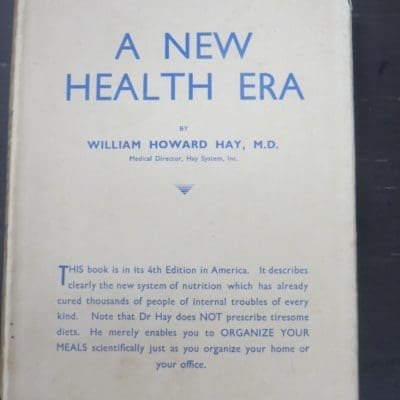 A NEW
HEALTH ERA
BY
WILLIAM HOWARD HAY, M.D.
Medical Director, Hay System, Inc.
THIS book is in its 4th Edition in America. It describes
clearly the new system of nutrition which has already
cured thousands of people of internal troubles of every
kind. Note that Dr Hay does NOT prescribe tiresome
diets. He merely enables you to ORGANIZE YOUR
MEALS scientifically just as you organize your home or
your office.